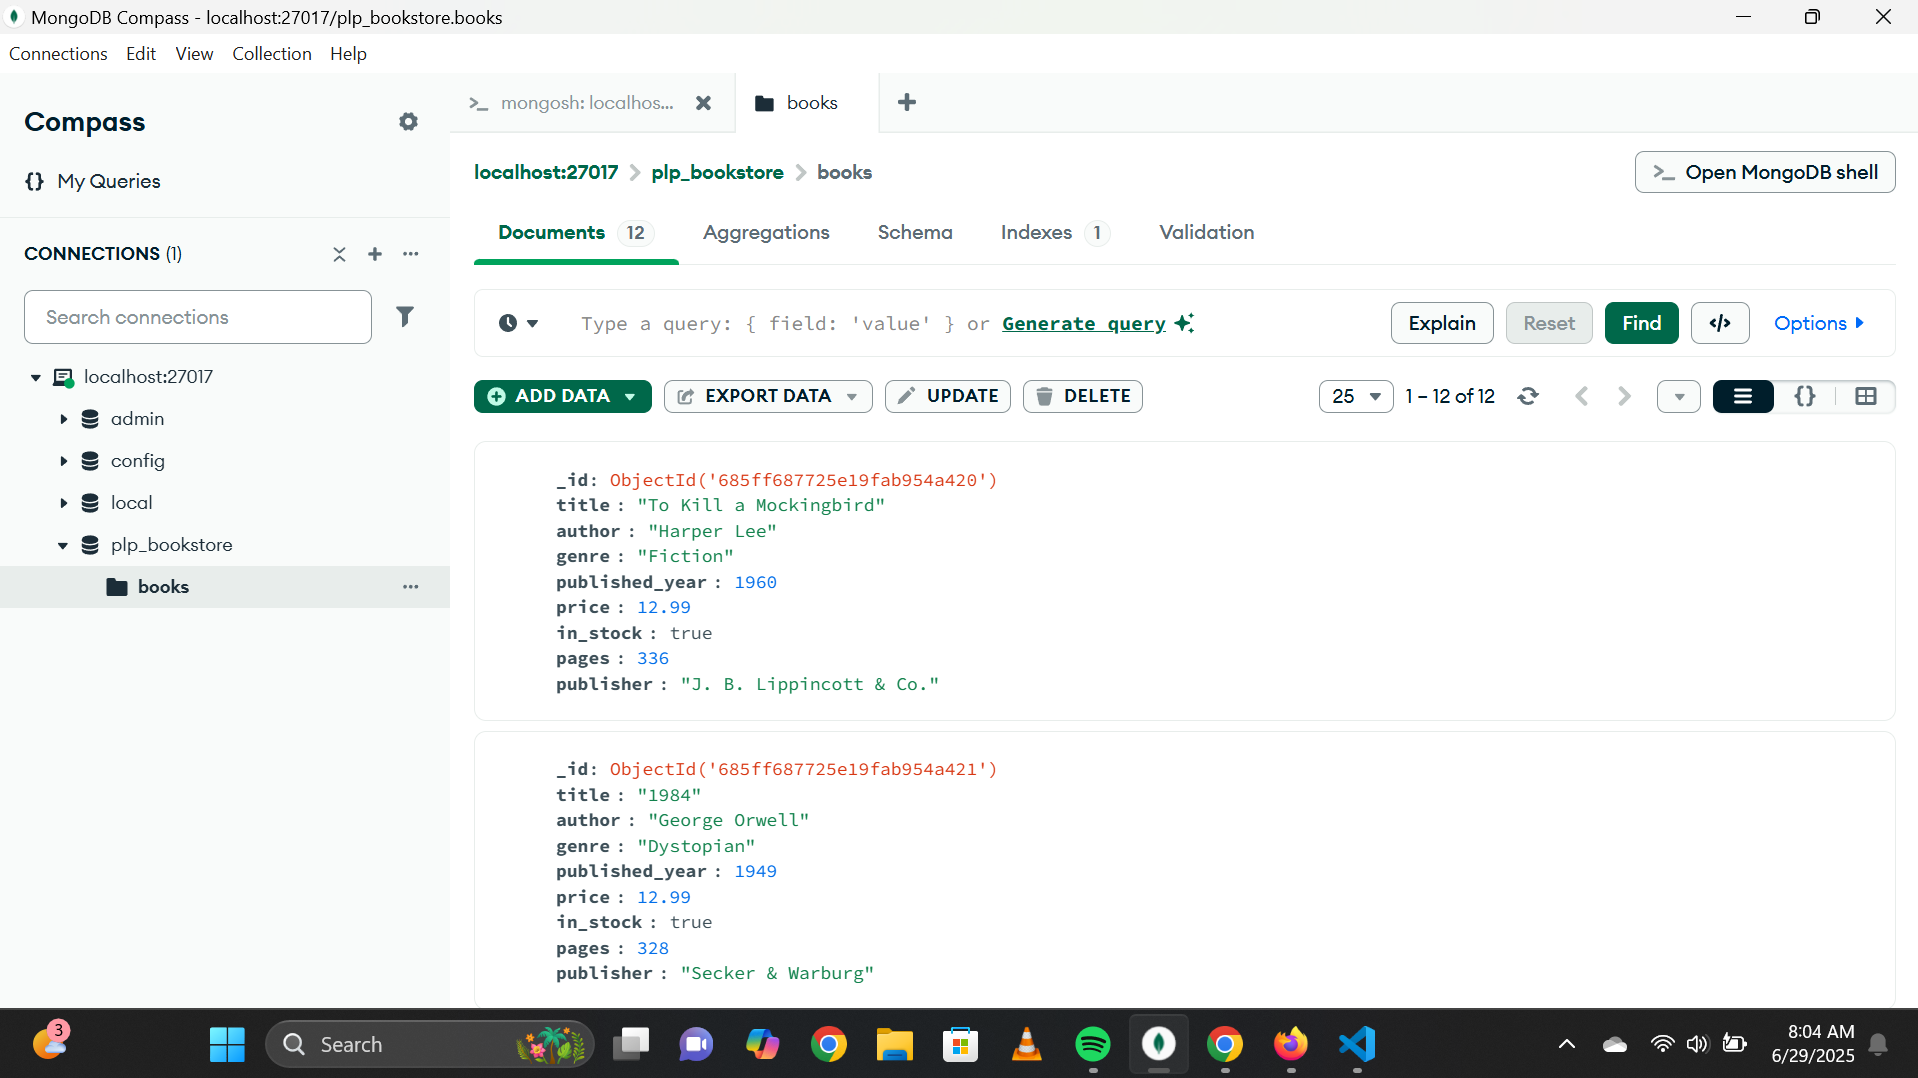 MongoDB Compass - localhost:27017/plp_bookstore.books
Connections Edit View Collection Help
Compass
{} My Queries
CONNECTIONS (1)
Search connections
localhost:27017
admin
config
local
plp_bookstore
books
>_ mongosh: localhos...
books
localhost:27017 > plp_bookstore > books
>_ Open MongoDB shell
Documents 12 Aggregations Schema Indexes 1 Validation
Type a query: { field: 'value' } or Generate query
Explain Reset Find </> Options
ADD DATA EXPORT DATA UPDATE DELETE
25 1 – 12 of 12 {}
_id: ObjectId('685ff687725e19fab954a420')
title : "To Kill a Mockingbird"
author : "Harper Lee"
genre : "Fiction"
published_year : 1960
price : 12.99
in_stock : true
pages : 336
publisher : "J. B. Lippincott & Co."
_id: ObjectId('685ff687725e19fab954a421')
title : "1984"
author : "George Orwell"
genre : "Dystopian"
published_year : 1949
price : 12.99
in_stock : true
pages : 328
publisher : "Secker & Warburg"
3
Search
8:04 AM
6/29/2025